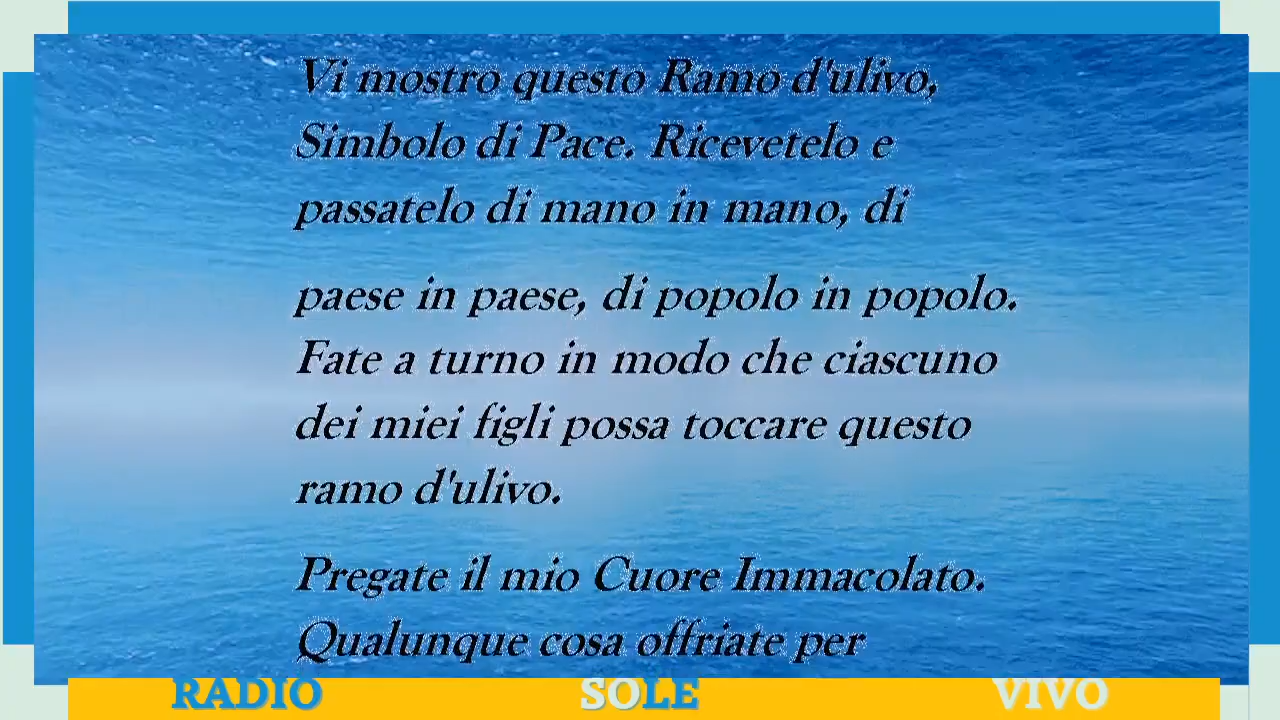 Vi mostro questo Ramo d'ulivo,
Simbolo di Pace. Ricevetelo e
passatelo di mano in mano, di
paese in paese, di popolo in popolo.
Fate a turno in modo che ciascuno
dei miei figli possa toccare questo
ramo d'ulivo.
Pregate il mio Cuore Immacolato.
Qualunque cosa offriate per
RADIO SOLE VIVO